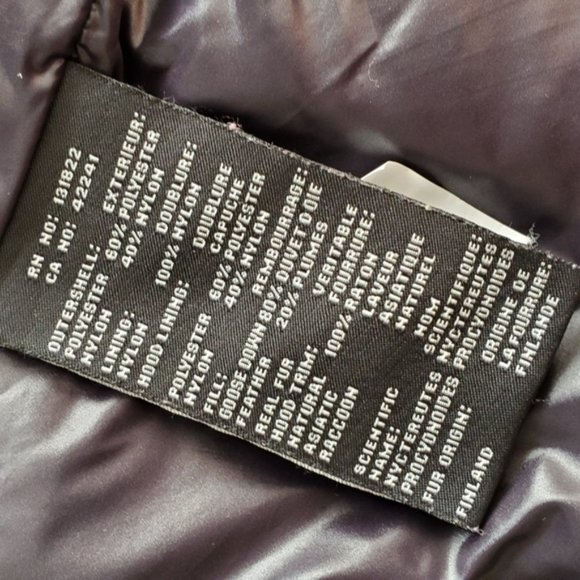 RN NO: 131822
CA NO: 42241
OUTERSHELL: EXTERIEUR:
POLYESTER 60% POLYESTER
NYLON 40% NYLON
LINING: DOUBLURE:
NYLON 100% NYLON
HOOD LINING: DOUBLURE
CAPUCHE
POLYESTER 60% POLYESTER
NYLON 40% NYLON
FILL: RAMBOURRAGE:
GOOSE DOWN 80% DUVET D'OIE
FEATHER 20% PLUMES
REAL FUR VERITABLE
HOOD TRIM: FOURRURE:
NATURAL 100% RATON
ASIATIC LAVEUR
RACCOON ASIATIQUE
NATUREL
SCIENTIFIC NOM
NAME: SCIENTIFIQUE:
NYCTEREUTES NYCTEREUTES
PROCYONOIDES PROCYONOIDES
FUR ORIGIN: ORIGINE DE
LA FOURRURE:
FINLAND FINLANDE